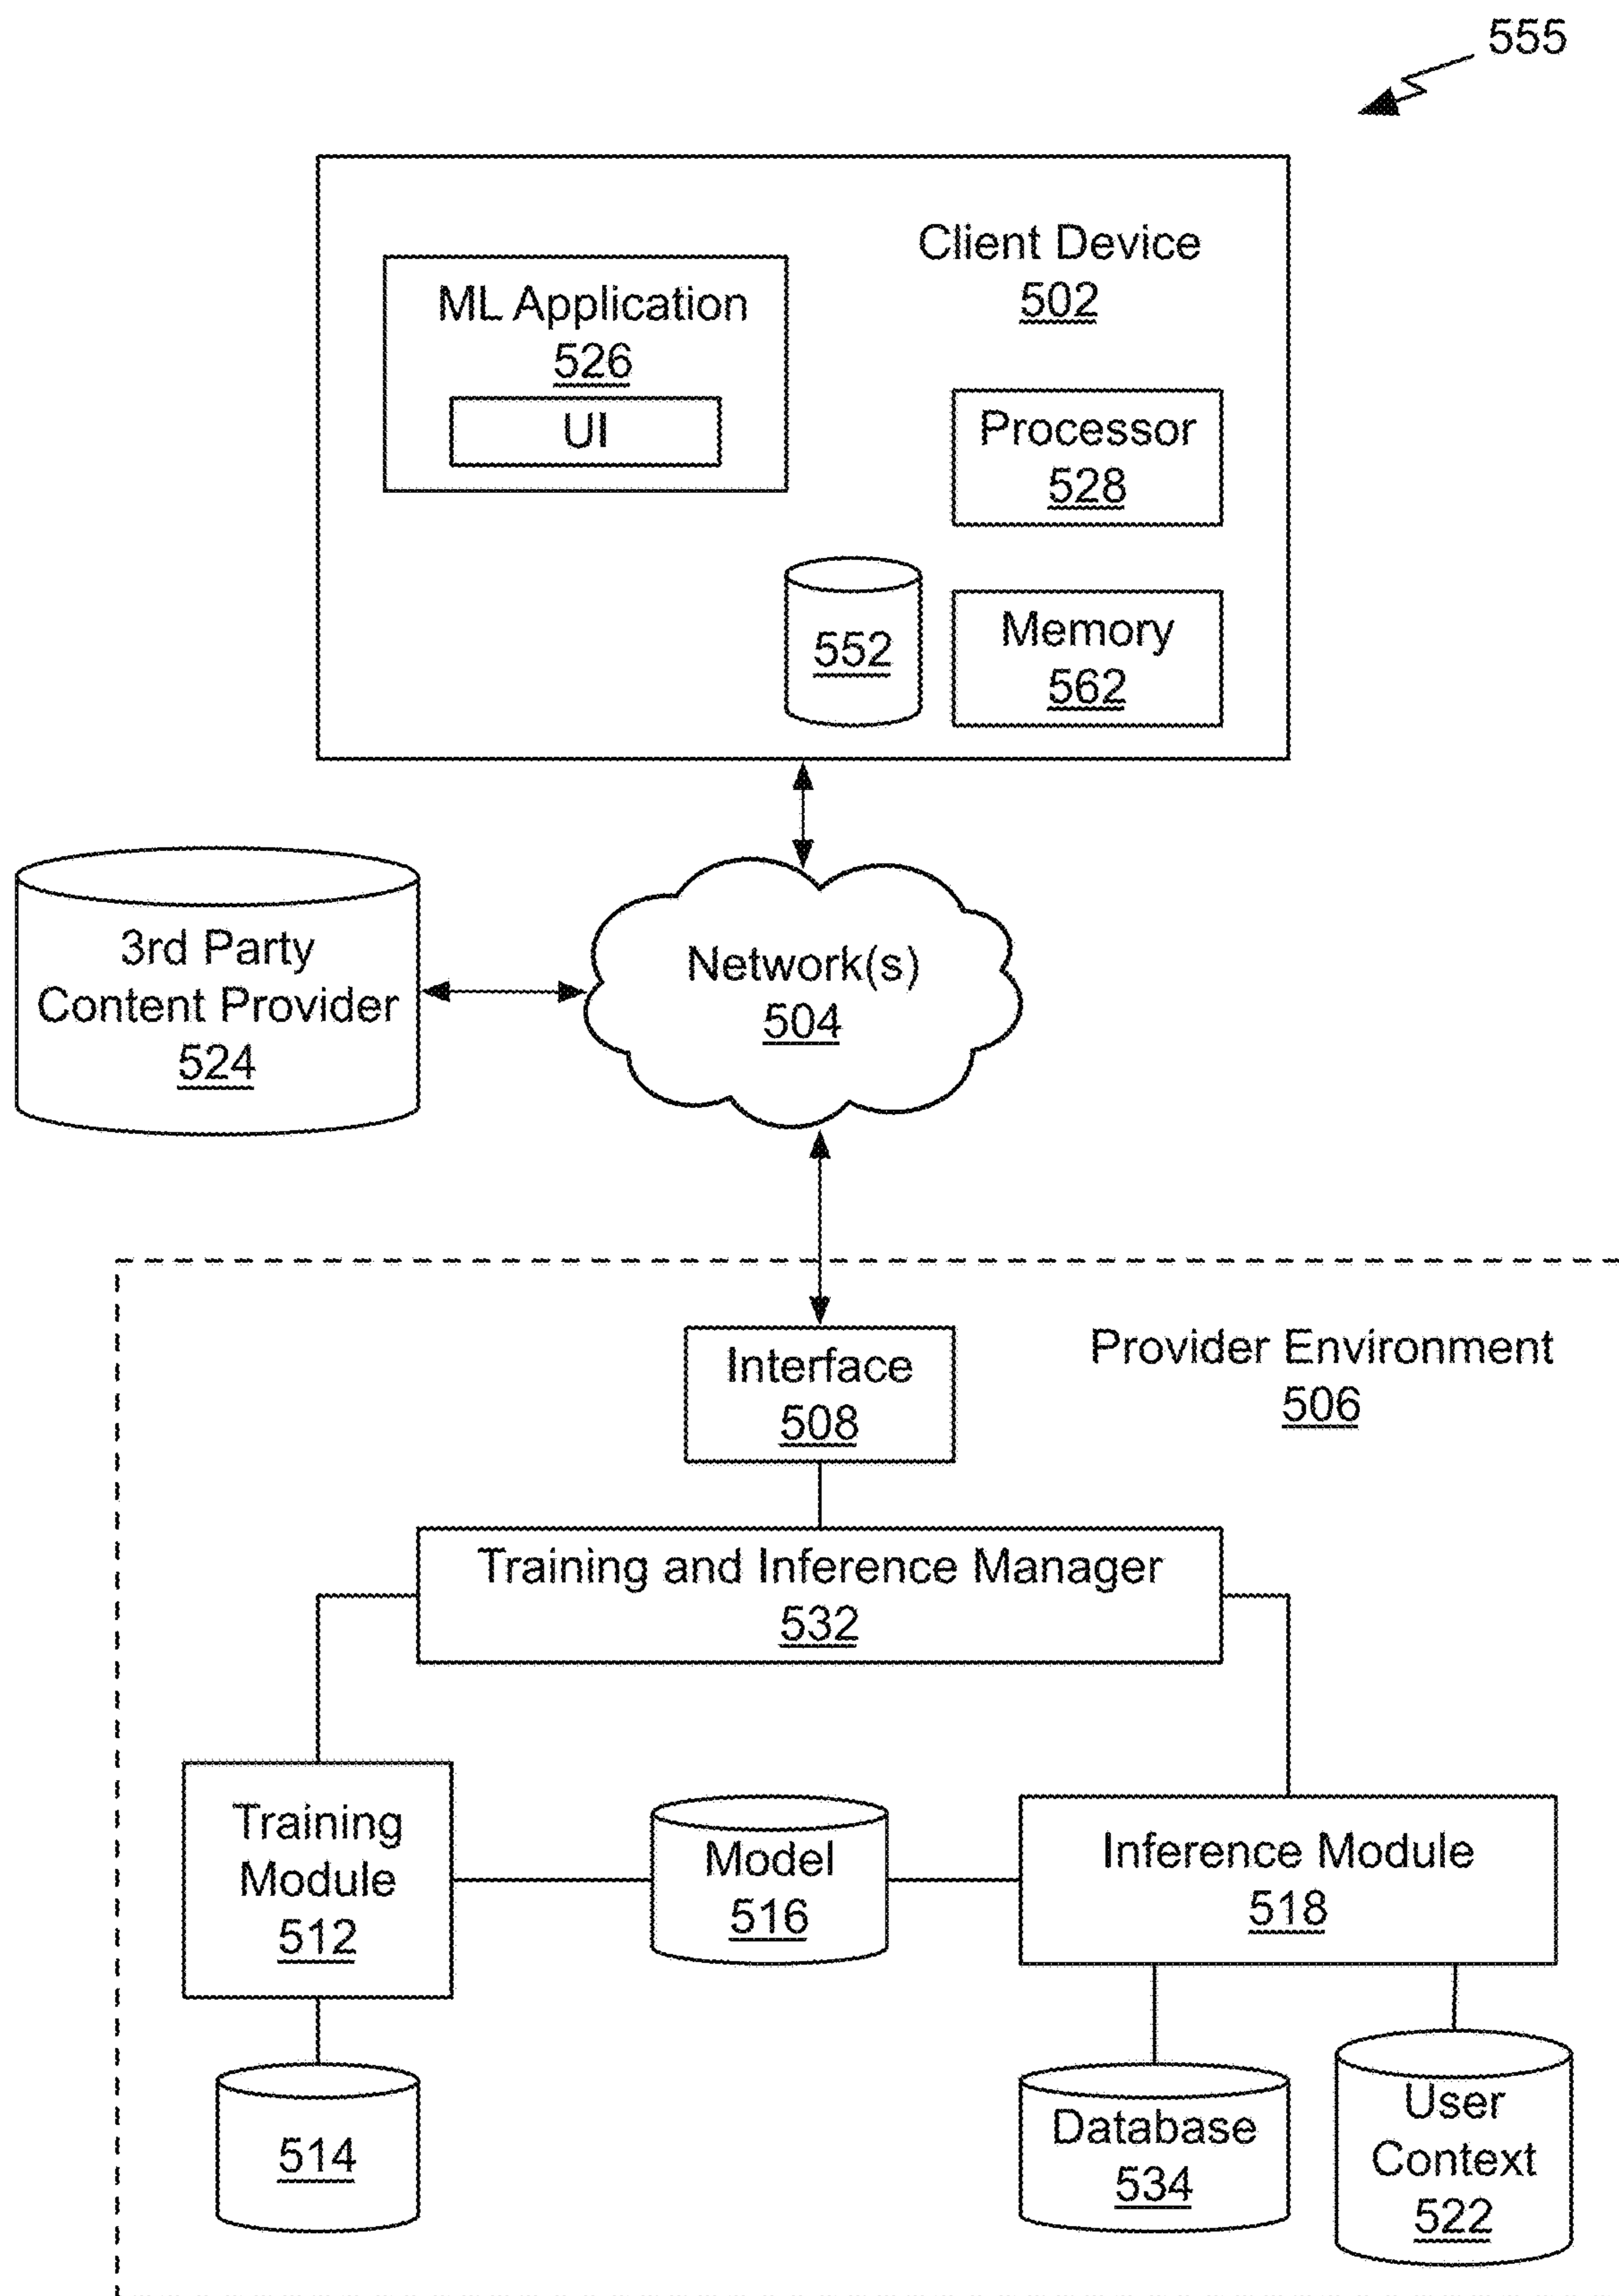 555
Client Device
502
ML Application
526
UI
Processor
528
552
Memory
562
3rd Party
Content Provider
524
Network(s)
504
Provider Environment
506
Interface
508
Training and Inference Manager
532
Training
Module
512
Model
516
Inference Module
518
514
Database
534
User
Context
522